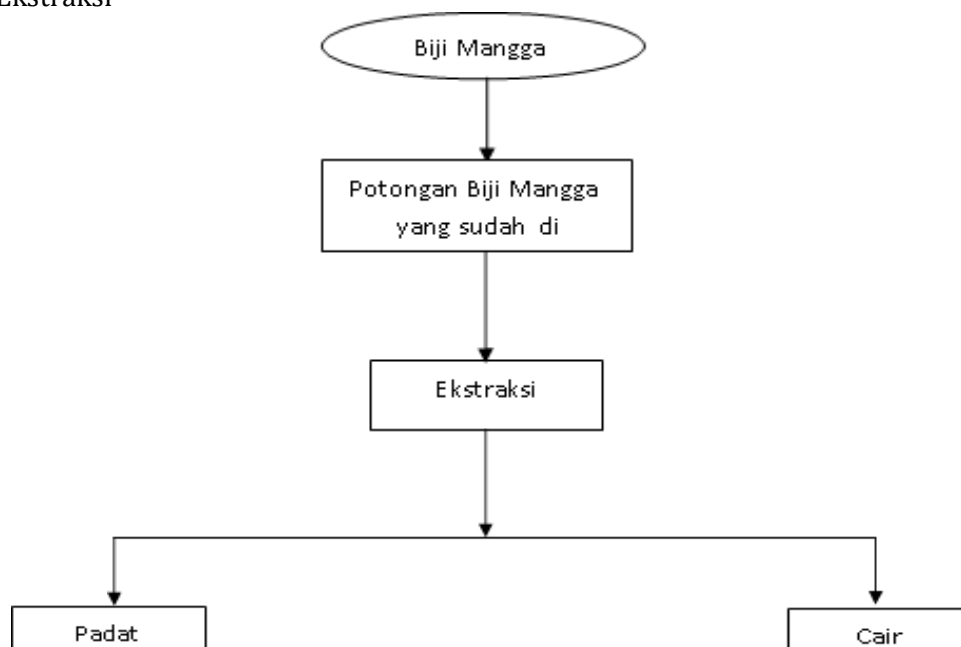 Ekstraksi
Biji Mangga
Potongan Biji Mangga
yang sudah di
Ekstraksi
Padat
Cair